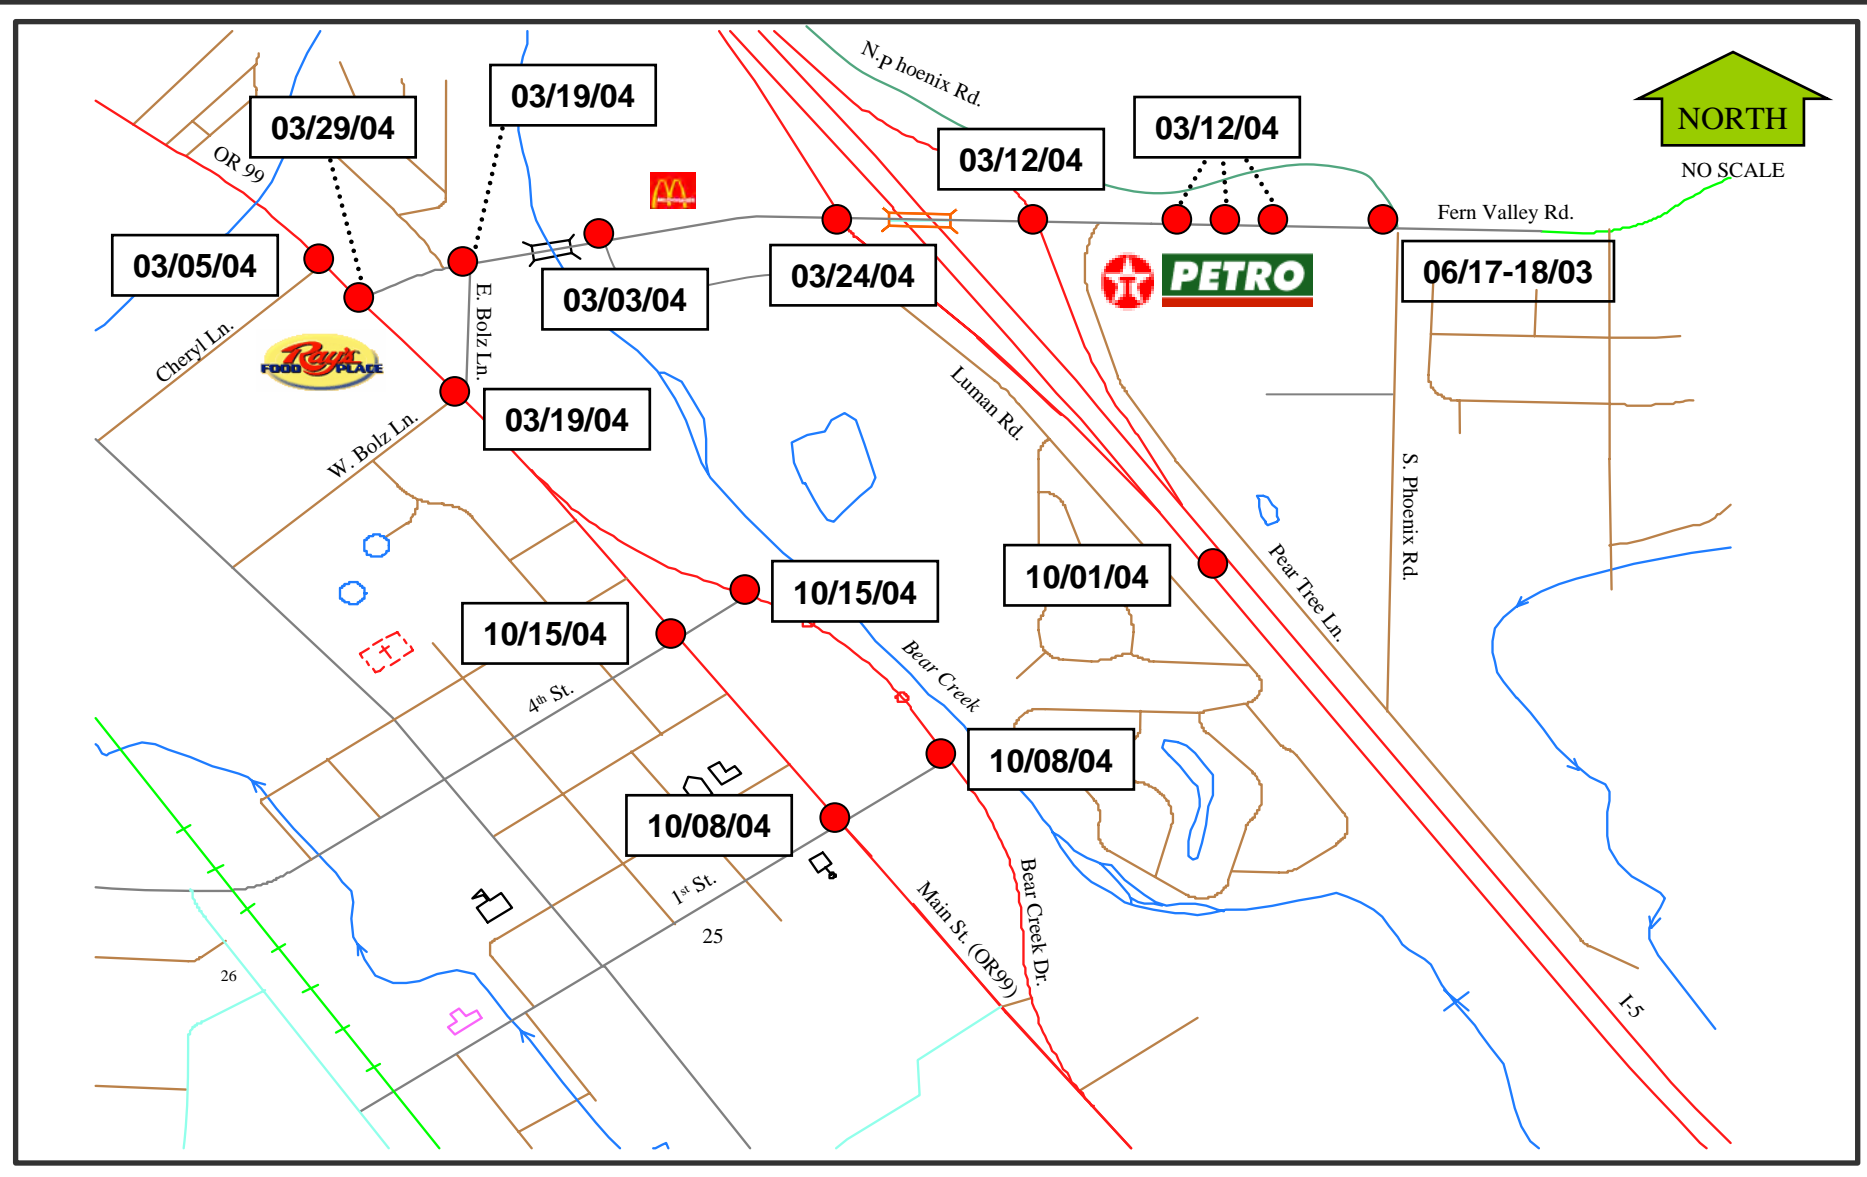 N.p hoenix Rd.
03/19/04
03/29/04
03/12/04
03/12/04
NORTH
NO SCALE
OR 99
Fern Valley Rd.
03/05/04
03/03/04
03/24/04
PETRO
06/17-18/03
E. Bolz Ln.
Cheryl Ln.
Ray's
FOOD PLACE
Luman Rd.
03/19/04
W. Bolz Ln.
S. Phoenix Rd.
10/01/04
Pear Tree Ln.
10/15/04
10/15/04
Bear Creek
4th St.
10/08/04
10/08/04
1st St.
Main St. (OR99)
Bear Creek Dr.
25
26
I-5